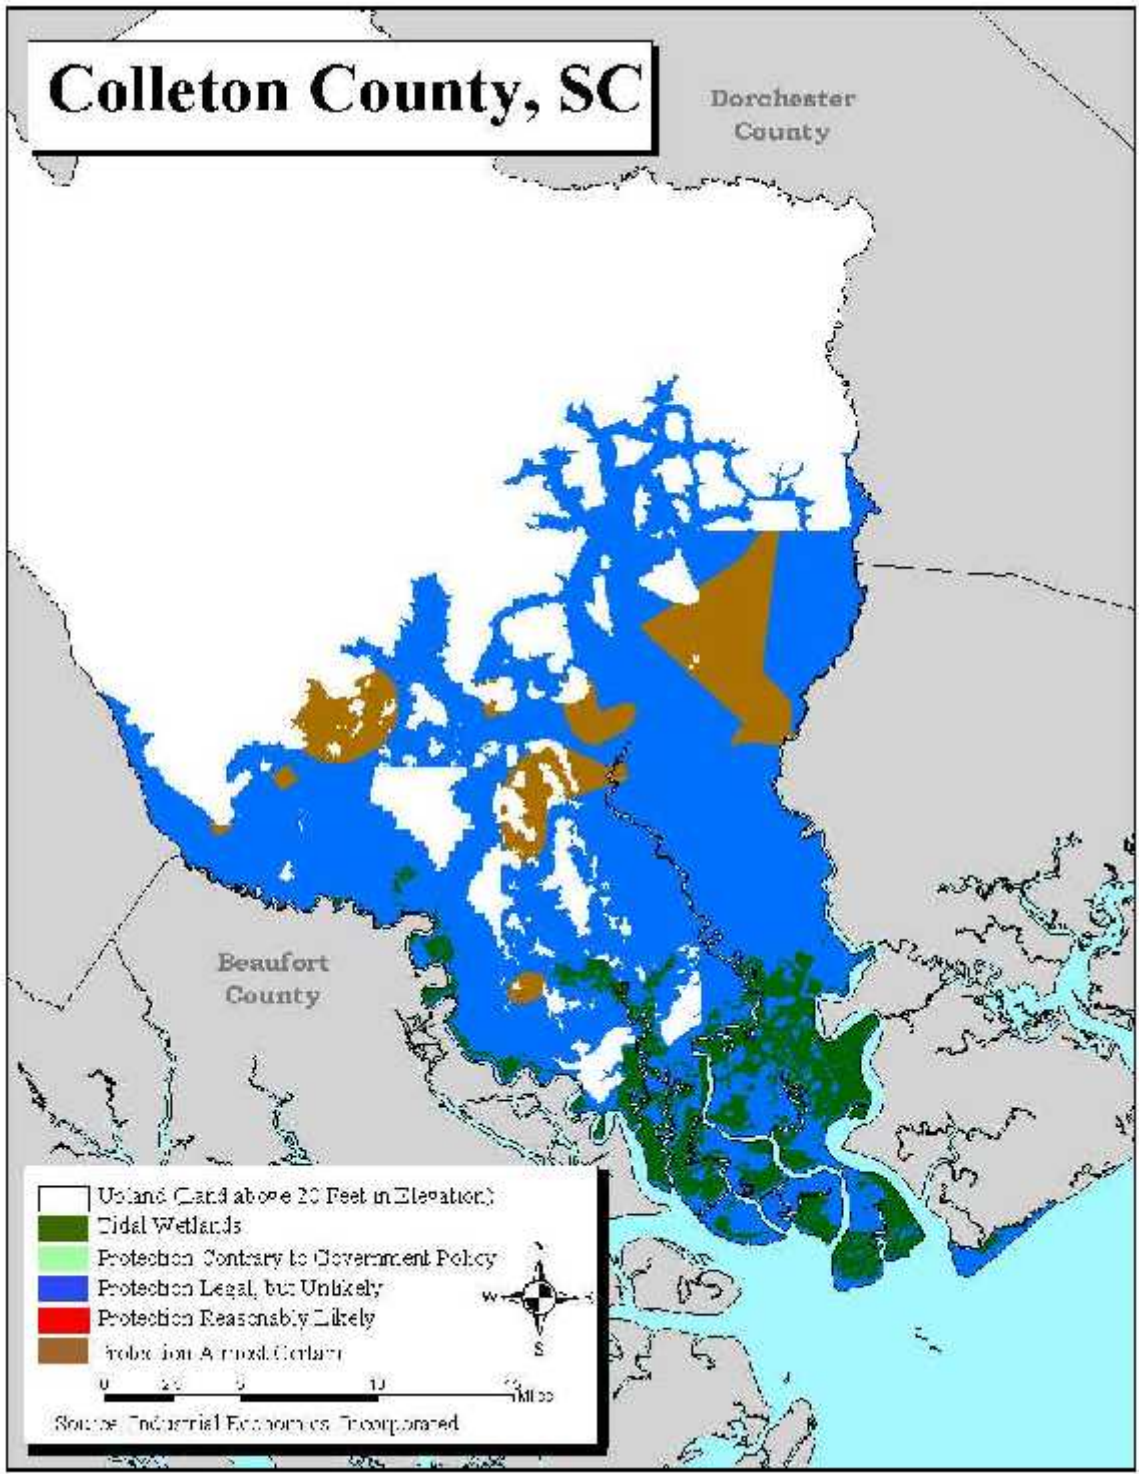 Colleton County, SC
Dorchester
County
Beaufort
County
Upland (Land above 20 Feet in Elevation)
Tidal Wetlands
Protection Contrary to Government Policy
Protection Legal, but Unlikely
Protection Reasonably Likely
Protection Almost Certain
W
S
0 2.5 5 10
Miles
Source: Industrial Economics, Incorporated